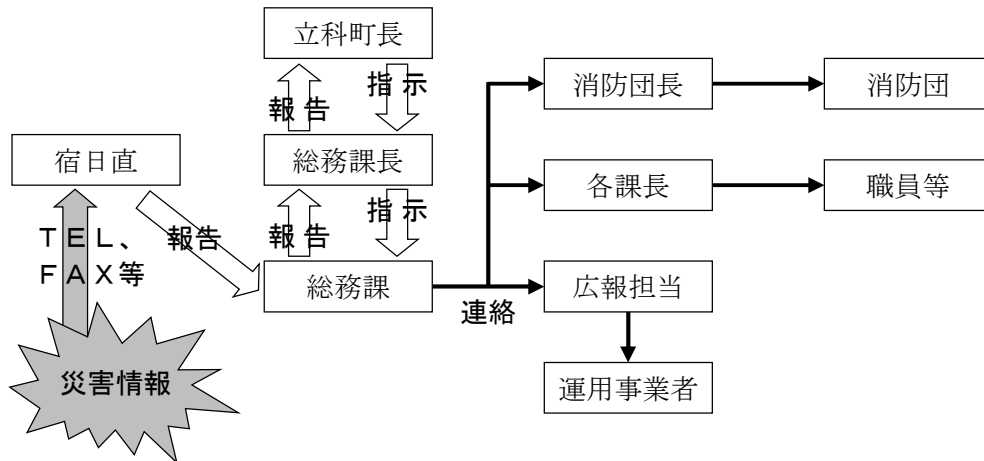 立科町長
報告
指示
消防団長
消防団
宿日直
総務課長
各課長
職員等
報告
指示
TEL、
FAX等
報告
総務課
連絡
広報担当
災害情報
運用事業者